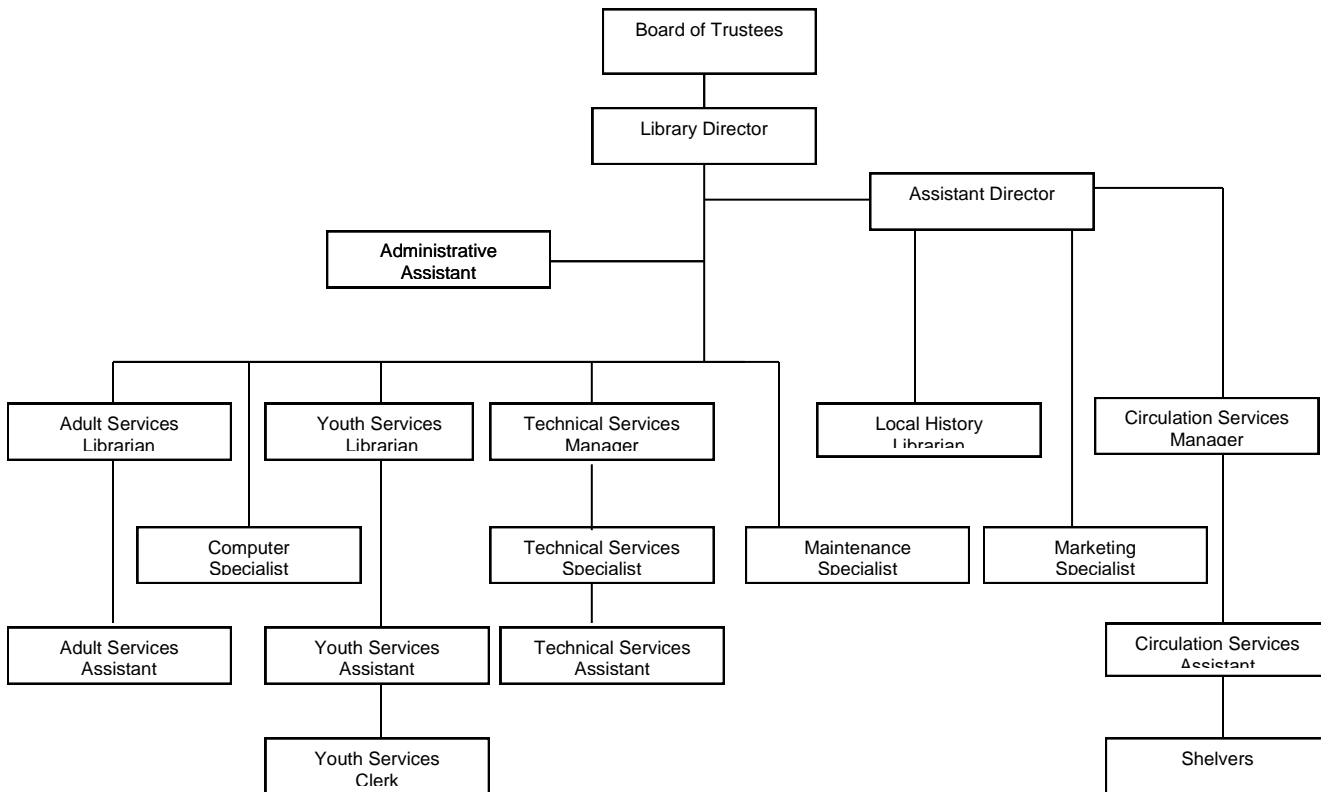 Board of Trustees
Library Director
Assistant Director
Administrative
Assistant
Adult Services
Librarian
Youth Services
Librarian
Technical Services
Manager
Local History
Librarian
Circulation Services
Manager
Computer
Specialist
Technical Services
Specialist
Maintenance
Specialist
Marketing
Specialist
Adult Services
Assistant
Youth Services
Assistant
Technical Services
Assistant
Circulation Services
Assistant
Youth Services
Clerk
Shelvers